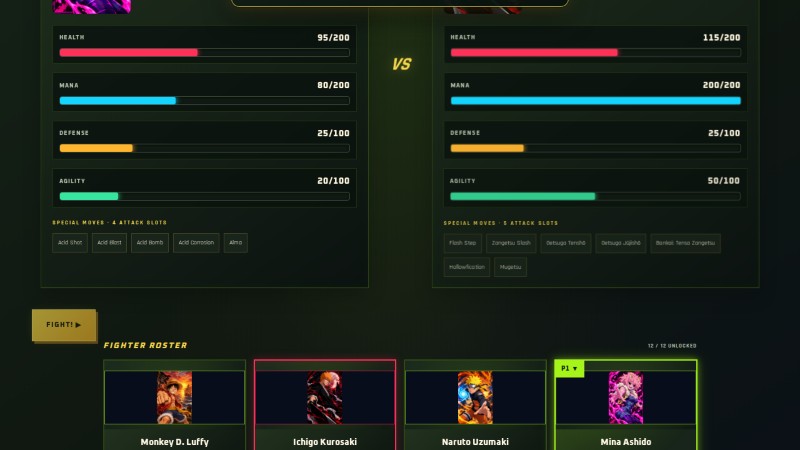 HEALTH 95/200
MANA 80/200
DEFENSE 25/100
AGILITY 20/100
SPECIAL MOVES · 4 ATTACK SLOTS
Acid Shot Acid Blast Acid Bomb Acid Corrosion Alma
VS
HEALTH 115/200
MANA 200/200
DEFENSE 25/100
AGILITY 50/100
SPECIAL MOVES · 5 ATTACK SLOTS
Flash Step Zangetsu Slash Getsuga Tenshō Getsuga Jūjishō Bankai: Tensa Zangetsu
Hollowfication Mugetsu
FIGHT! ▶
FIGHTER ROSTER
12 / 12 UNLOCKED
P1 ▼
Monkey D. Luffy
Ichigo Kurosaki
Naruto Uzumaki
Mina Ashido